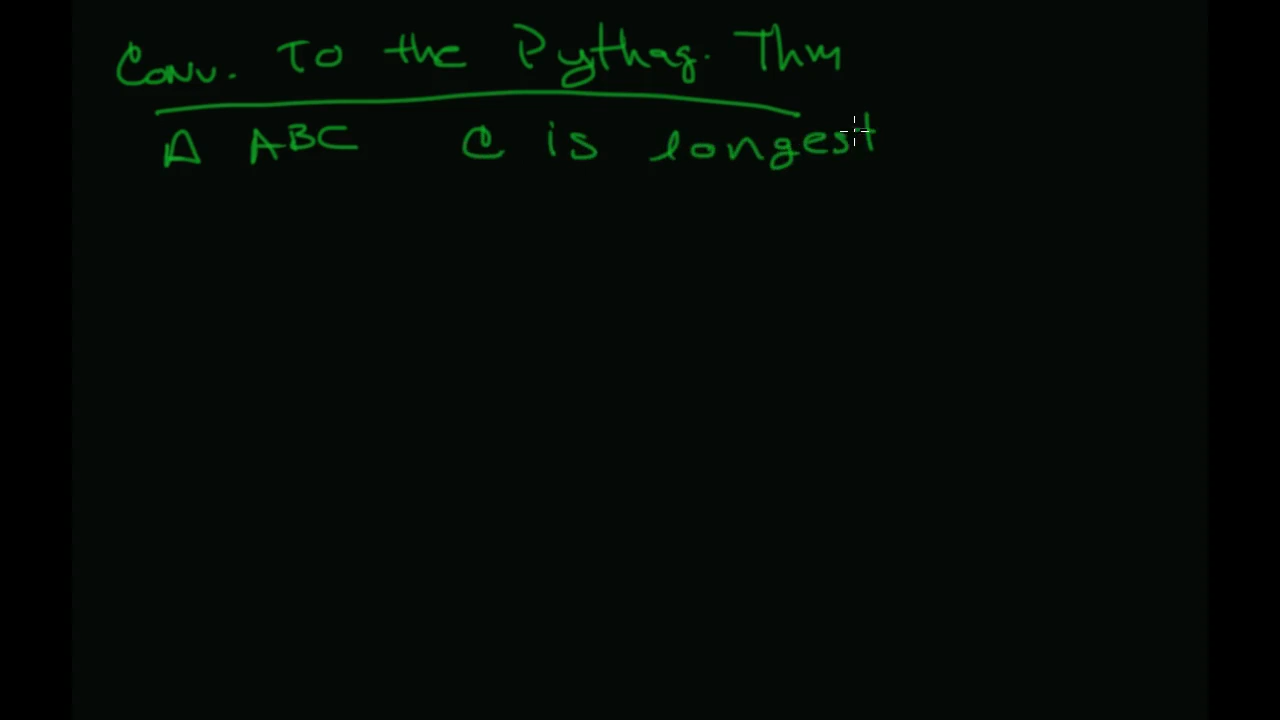 Conv. To the Pythag. Thm
Δ ABC C is longest